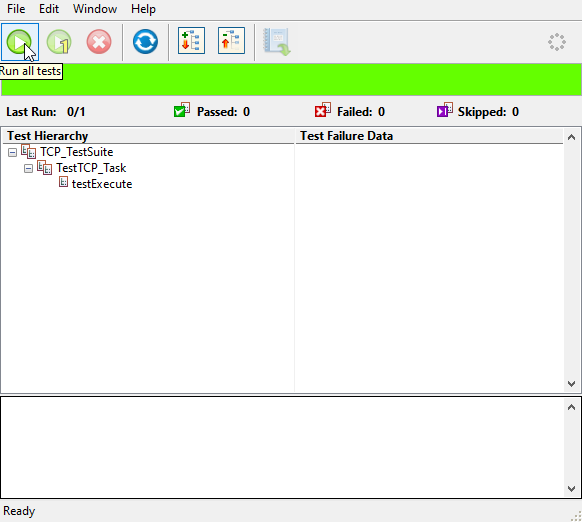 File Edit Window Help
1
Run all tests
Last Run: 0/1 Passed: 0 Failed: 0 Skipped: 0
Test Hierarchy Test Failure Data
TCP_TestSuite
TestTCP_Task
testExecute
Ready